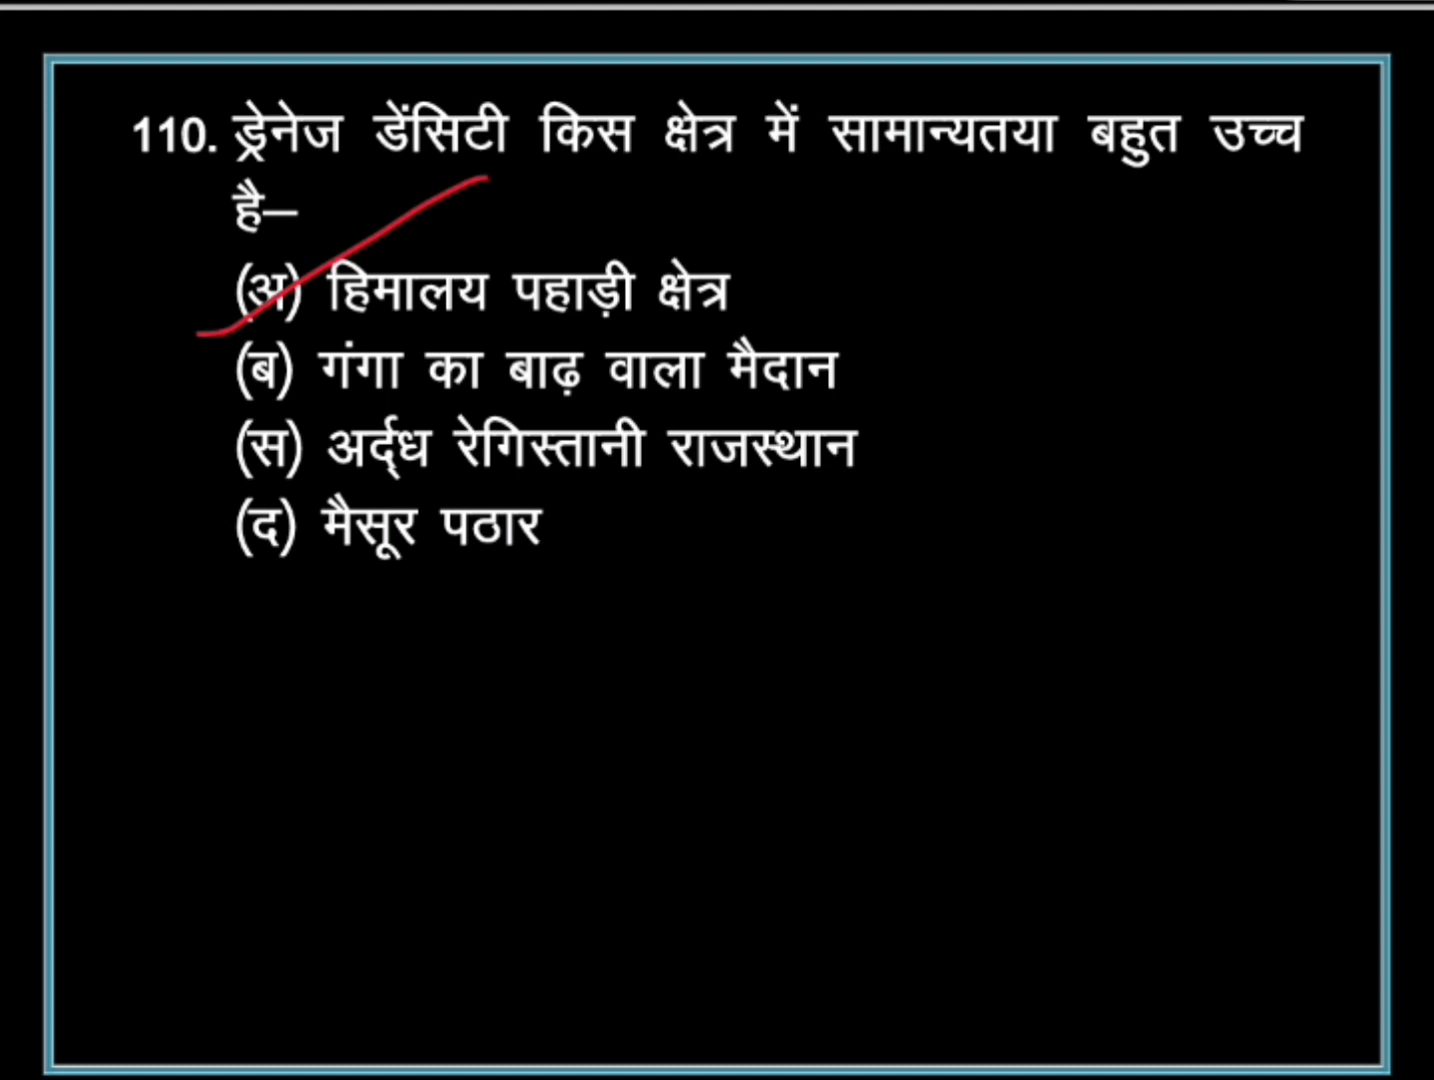 110. ड्रेनेज डेंसिटी किस क्षेत्र में सामान्यतया बहुत उच्च
है–
(अ) हिमालय पहाड़ी क्षेत्र
(ब) गंगा का बाढ़ वाला मैदान
(स) अर्द्ध रेगिस्तानी राजस्थान
(द) मैसूर पठार